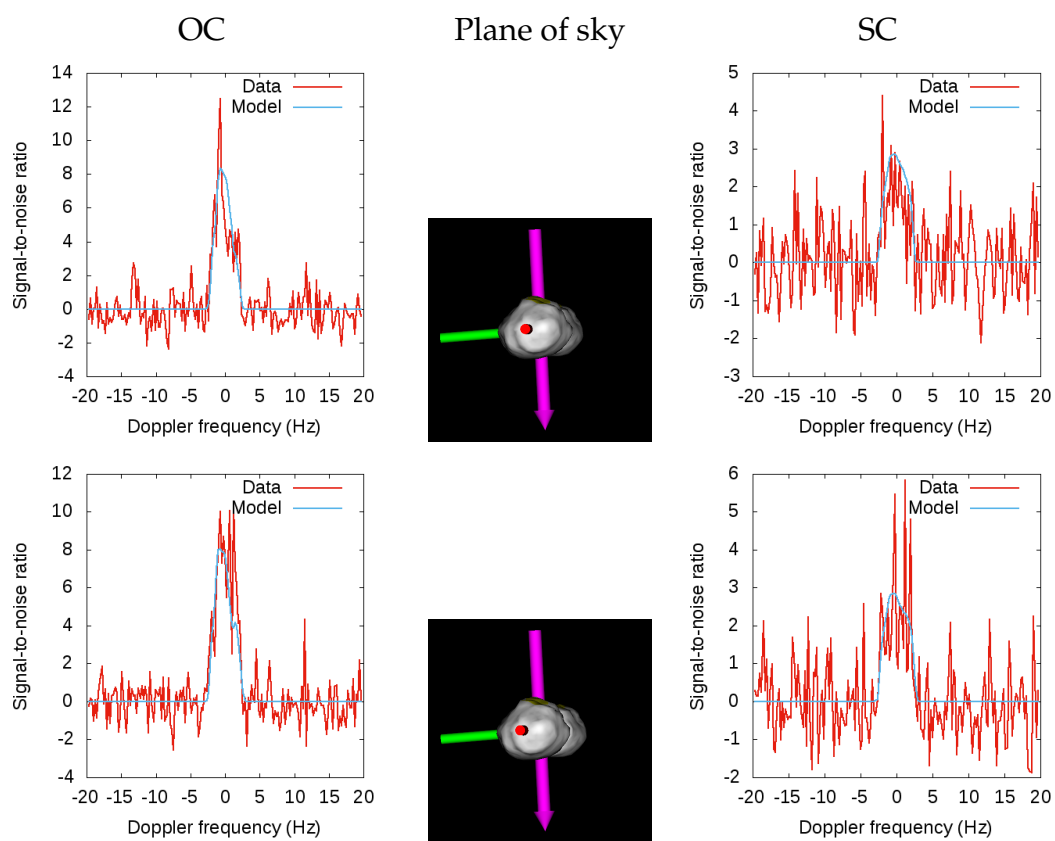 OC Plane of sky SC
14
12
10
8
6
4
2
0
-2
-4
-20 -15 -10 -5 0 5 10 15 20
Signal-to-noise ratio
Doppler frequency (Hz)
Data
Model
5
4
3
2
1
0
-1
-2
-3
-20 -15 -10 -5 0 5 10 15 20
Signal-to-noise ratio
Doppler frequency (Hz)
Data
Model
12
10
8
6
4
2
0
-2
-4
-20 -15 -10 -5 0 5 10 15 20
Signal-to-noise ratio
Doppler frequency (Hz)
Data
Model
6
5
4
3
2
1
0
-1
-2
-20 -15 -10 -5 0 5 10 15 20
Signal-to-noise ratio
Doppler frequency (Hz)
Data
Model